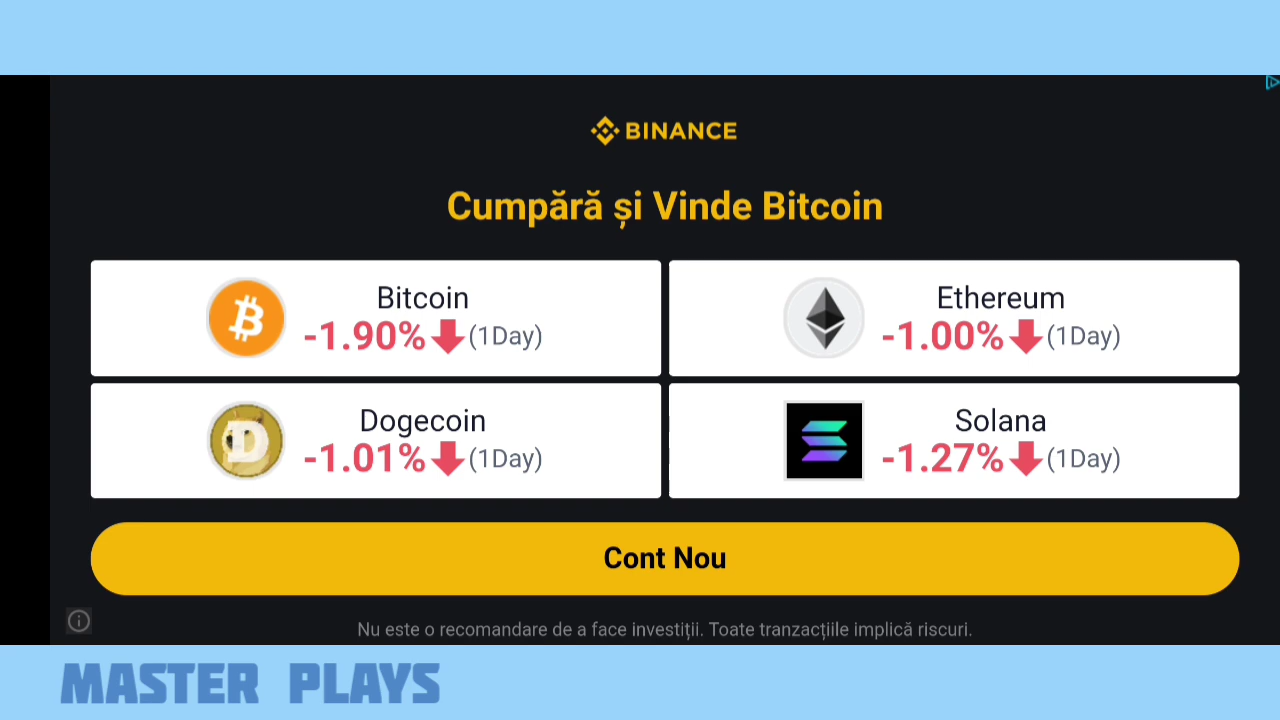 BINANCE
Cumpără și Vinde Bitcoin
Bitcoin
-1.90% (1Day)
Ethereum
-1.00% (1Day)
Dogecoin
-1.01% (1Day)
Solana
-1.27% (1Day)
Cont Nou
Nu este o recomandare de a face investiții. Toate tranzacțiile implică riscuri.
MASTER PLAYS